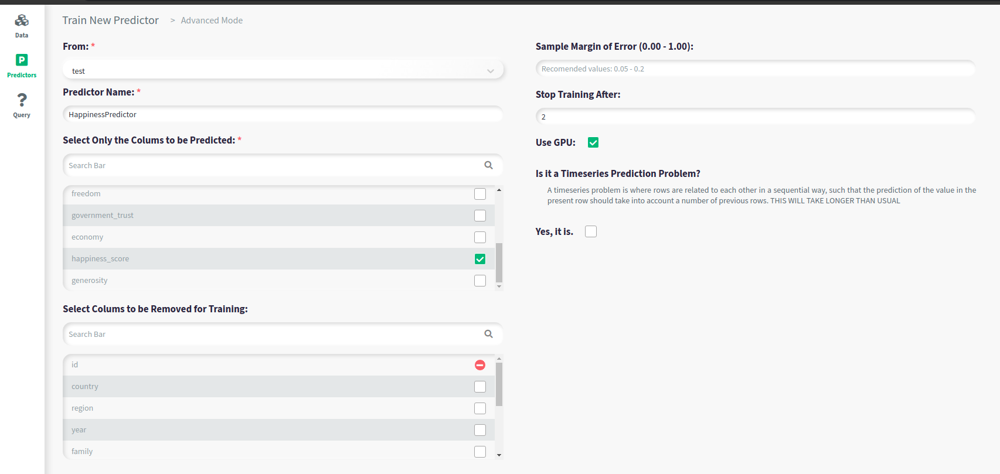 Train New Predictor > Advanced Mode
Data
P
Predictors
?
Query
From: *
test
Predictor Name: *
HappinessPredictor
Select Only the Colums to be Predicted: *
Search Bar
freedom
government_trust
economy
happiness_score
generosity
Select Colums to be Removed for Training:
Search Bar
id
country
region
year
family
Sample Margin of Error (0.00 - 1.00):
Recomended values: 0.05 - 0.2
Stop Training After:
2
Use GPU:
Is it a Timeseries Prediction Problem?
A timeseries problem is where rows are related to each other in a sequential way, such that the prediction of the value in the
present row should take into account a number of previous rows. THIS WILL TAKE LONGER THAN USUAL
Yes, it is.